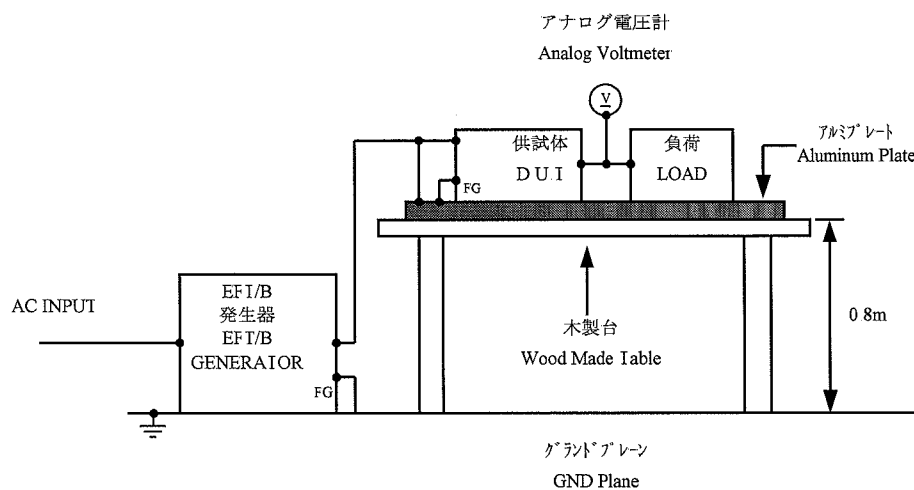 アナログ電圧計
Analog Voltmeter
V
供試体
D U.I
FG
負荷
LOAD
アルミプレート
Aluminum Plate
AC INPUT
EFI/B
発生器
EFT/B
GENERATOR
FG
木製台
Wood Made Iable
0 8m
グランドプレーン
GND Plane